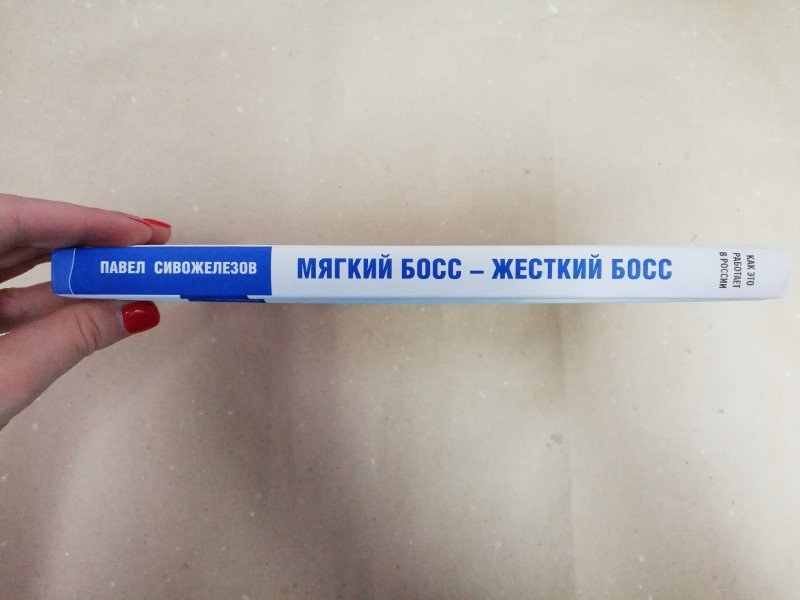 ПАВЕЛ СИВОЖЕЛЕЗОВ
МЯГКИЙ БОСС – ЖЕСТКИЙ БОСС
КАК ЭТО
РАБОТАЕТ
В РОССИИ